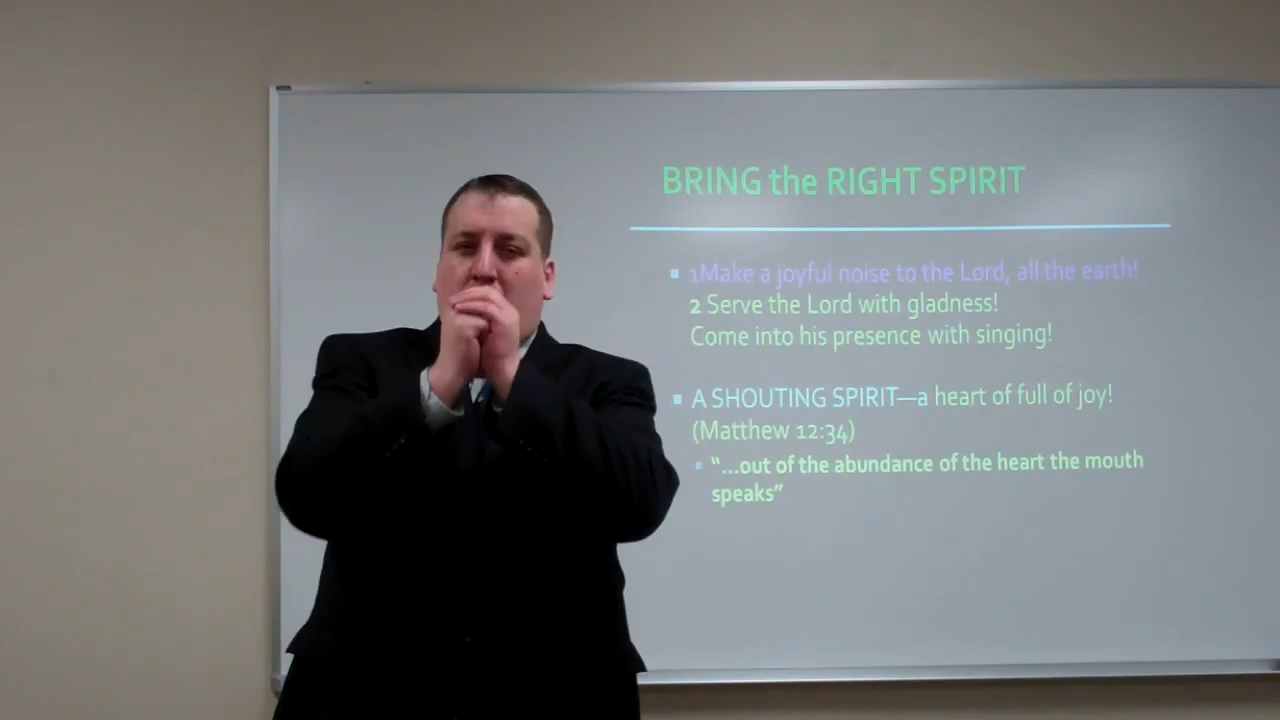 BRING the RIGHT SPIRIT
1Make a joyful noise to the Lord, all the earth!
2 Serve the Lord with gladness!
Come into his presence with singing!
A SHOUTING SPIRIT—a heart of full of joy!
(Matthew 12:34)
"...out of the abundance of the heart the mouth
speaks"